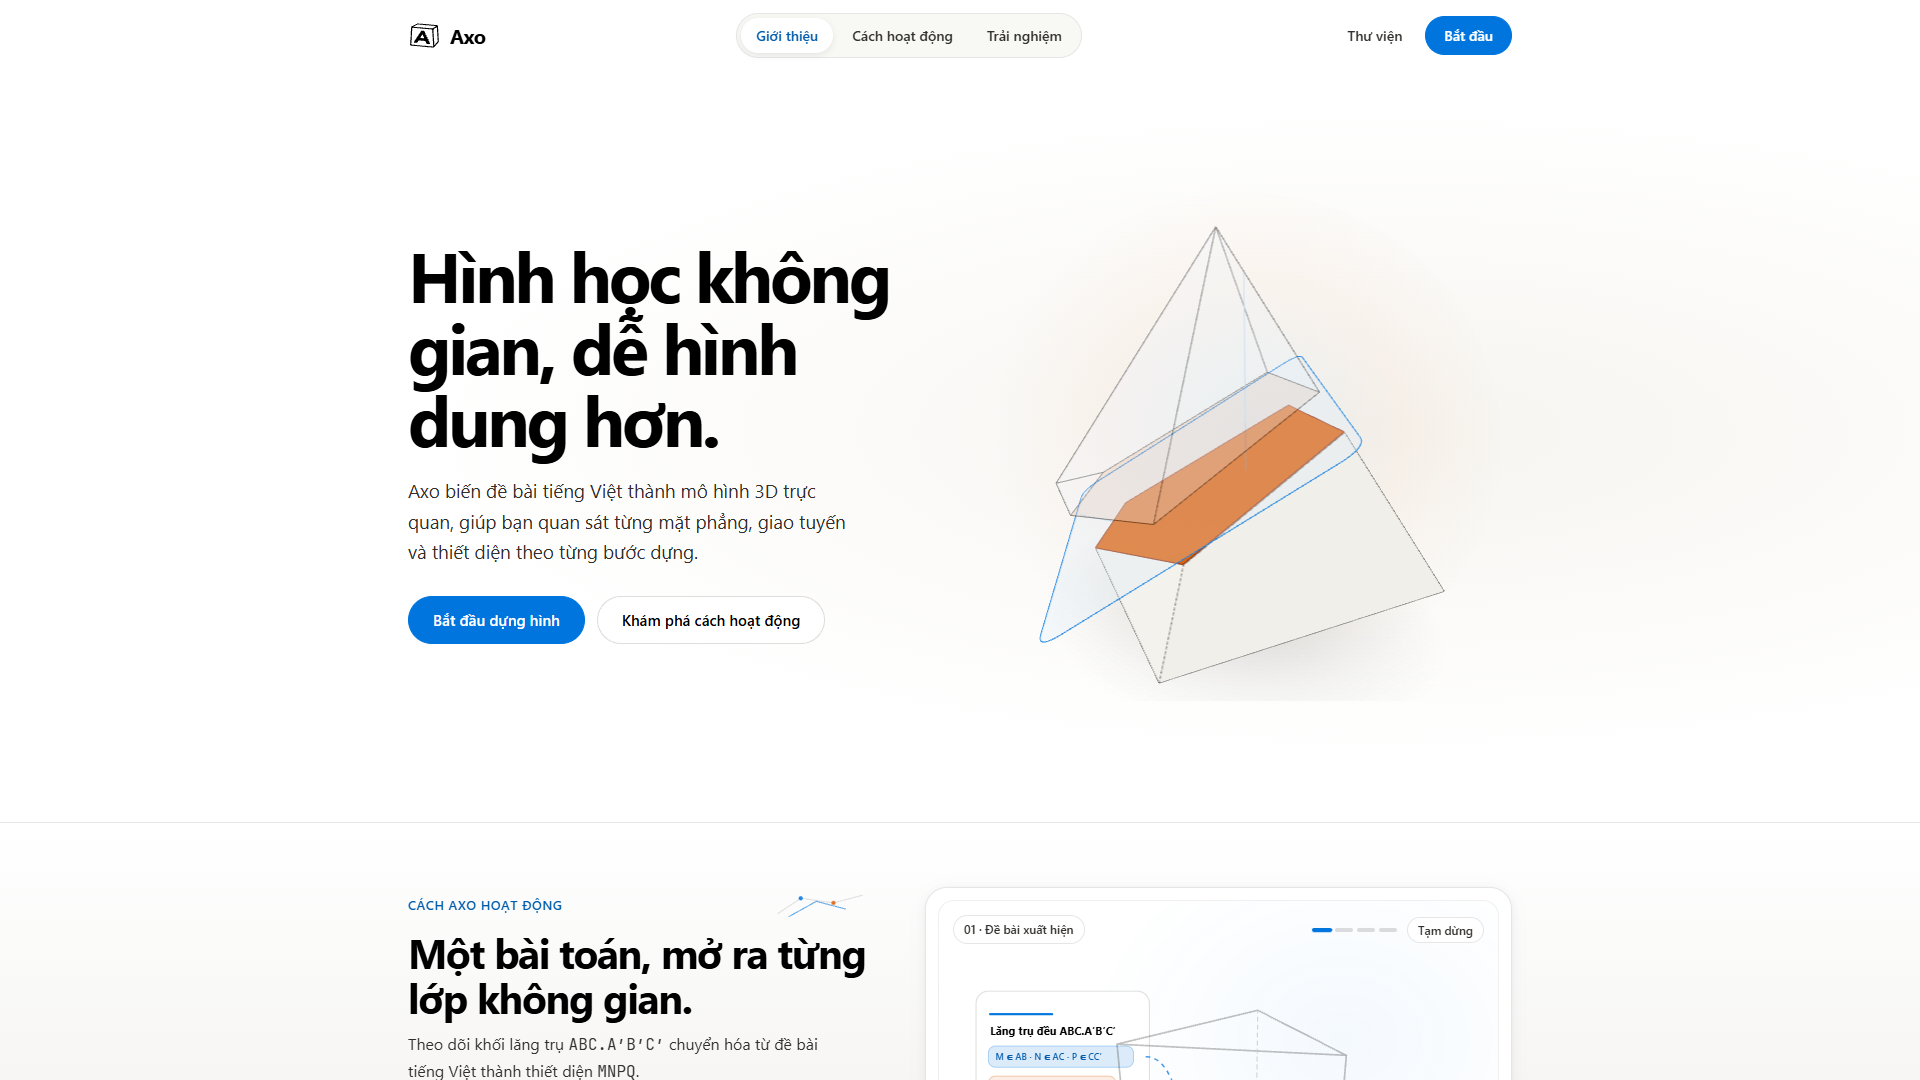 Axo
Giới thiệu
Cách hoạt động
Trải nghiệm
Thư viện
Bắt đầu
Hình học không
gian, dễ hình
dung hơn.
Axo biến đề bài tiếng Việt thành mô hình 3D trực
quan, giúp bạn quan sát từng mặt phẳng, giao tuyến
và thiết diện theo từng bước dựng.
Bắt đầu dựng hình
Khám phá cách hoạt động
CÁCH AXO HOẠT ĐỘNG
Một bài toán, mở ra từng
lớp không gian.
Theo dõi khối lăng trụ ABC.A′B′C′ chuyển hóa từ đề bài
tiếng Việt thành thiết diện MNPQ.
01 · Đề bài xuất hiện
Tạm dừng
Lăng trụ đều ABC.A′B′C′
M ∈ AB · N ∈ AC · P ∈ CC′